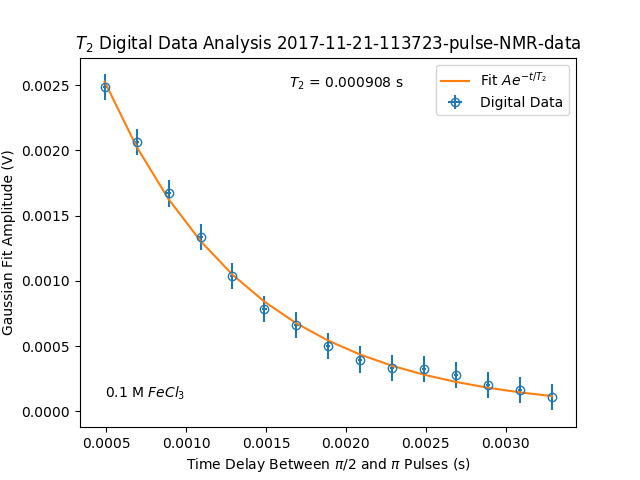 T₂ Digital Data Analysis 2017-11-21-113723-pulse-NMR-data
T₂ = 0.000908 s
Fit Ae^{-t/T₂}
Digital Data
Gaussian Fit Amplitude (V)
0.0025
0.0020
0.0015
0.0010
0.0005
0.0000
0.1 M FeCl₃
0.0005 0.0010 0.0015 0.0020 0.0025 0.0030
Time Delay Between π/2 and π Pulses (s)